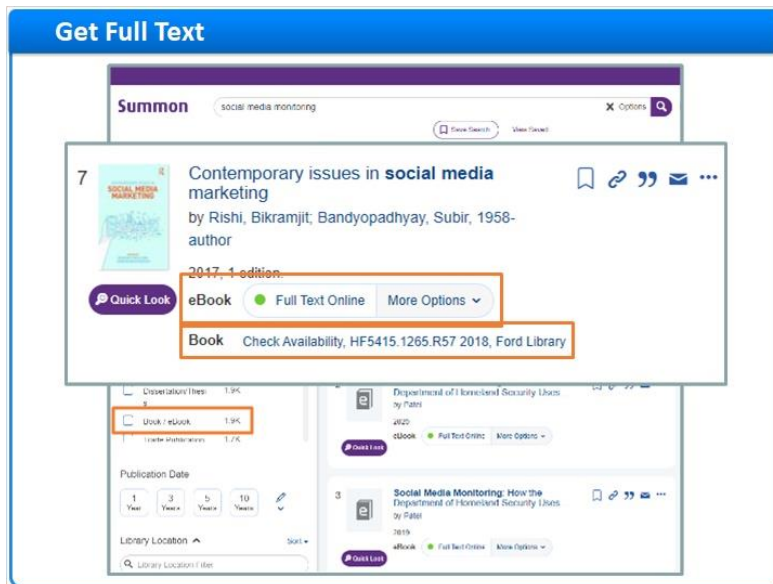 Get Full Text
Summon
social media monitoring
Options
Save Search
View Saved
7
SOCIAL MEDIA
MARKETING
Contemporary issues in social media
marketing
by Rishi, Bikramjit; Bandyopadhyay, Subir, 1958-
author
2017, 1 edition.
Quick Look
eBook Full Text Online More Options
Book Check Availability, HF5415.1265.R57 2018, Ford Library
Dissertation/Thesi 1.9K
s
Book / eBook 1.9K
Trade Publication 1.7K
Publication Date
1 Year
3 Years
5 Years
10 Years
Library Location
Sort
Library Location Filter
Department of Homeland Security Uses
by Patel
2020
eBook Full Text Online More Options
Quick Look
3
Social Media Monitoring: How the
Department of Homeland Security Uses
by Patel
2019
eBook Full Text Online More Options
Quick Look